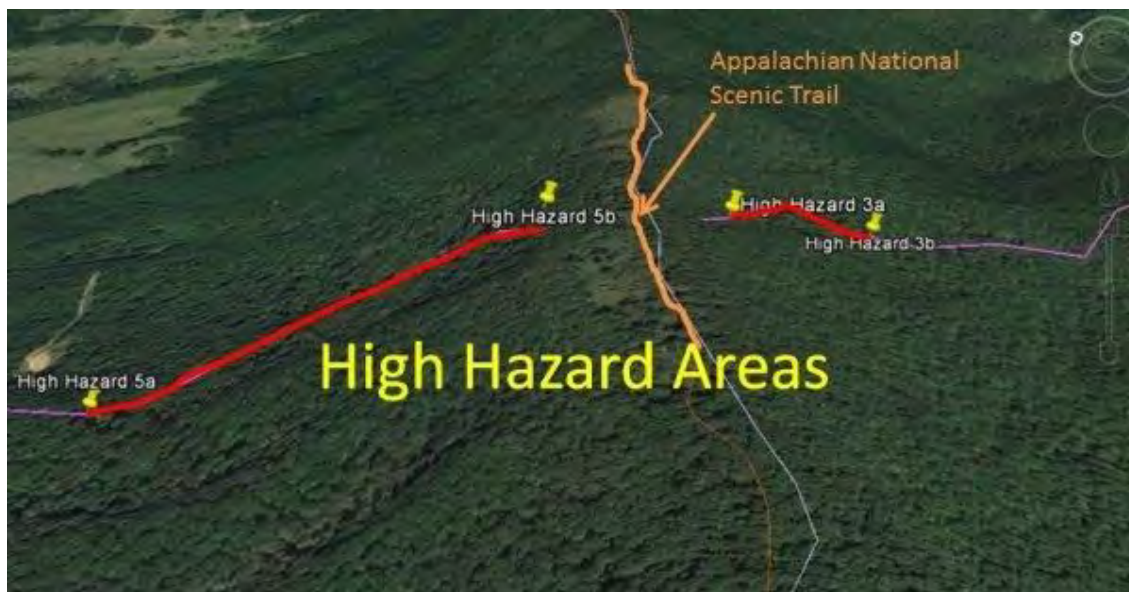 Appalachian National
Scenic Trail
High Hazard 3a
High Hazard 5b
High Hazard 3b
High Hazard Areas
High Hazard 5a